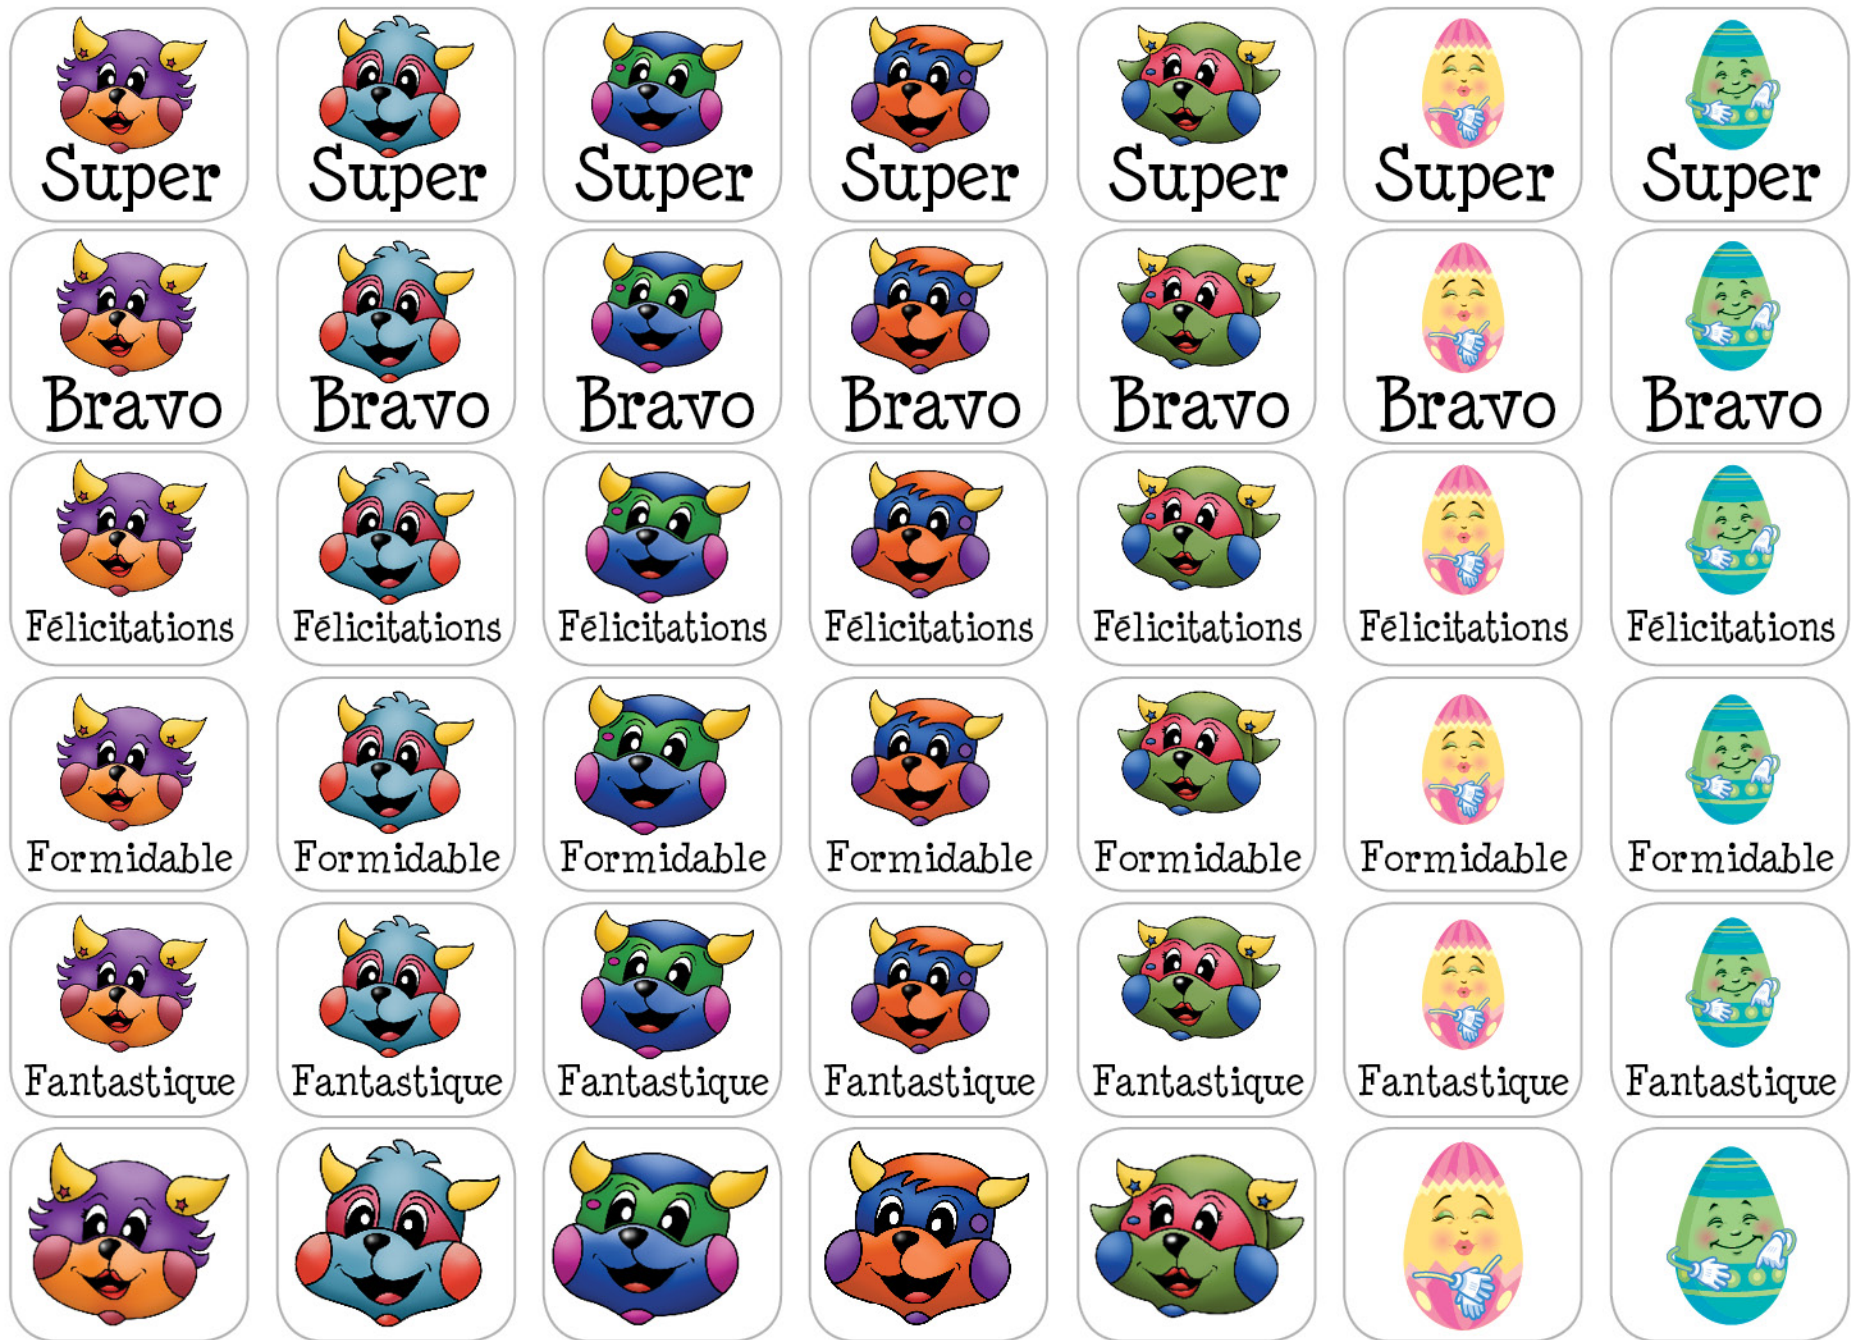 Super Super Super Super Super Super Super
Bravo Bravo Bravo Bravo Bravo Bravo Bravo
Félicitations Félicitations Félicitations Félicitations Félicitations Félicitations Félicitations
Formidable Formidable Formidable Formidable Formidable Formidable Formidable
Fantastique Fantastique Fantastique Fantastique Fantastique Fantastique Fantastique